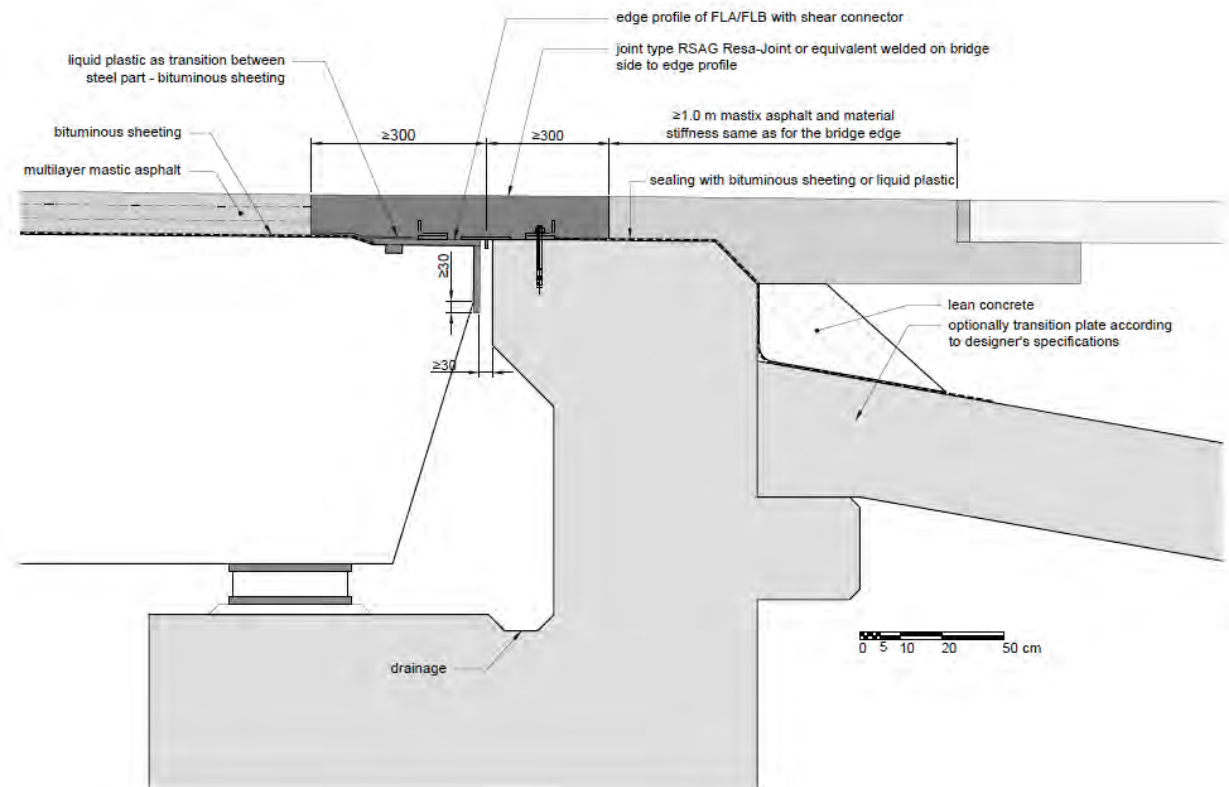 edge profile of FLA/FLB with shear connector
joint type RSAG Resa-Joint or equivalent welded on bridge
side to edge profile
liquid plastic as transition between
steel part - bituminous sheeting
≥1.0 m mastix asphalt and material
stiffness same as for the bridge edge
bituminous sheeting
≥300
≥300
multilayer mastic asphalt
sealing with bituminous sheeting or liquid plastic
≥30
lean concrete
optionally transition plate according
to designer's specifications
≥30
drainage
0 5 10 20 50 cm